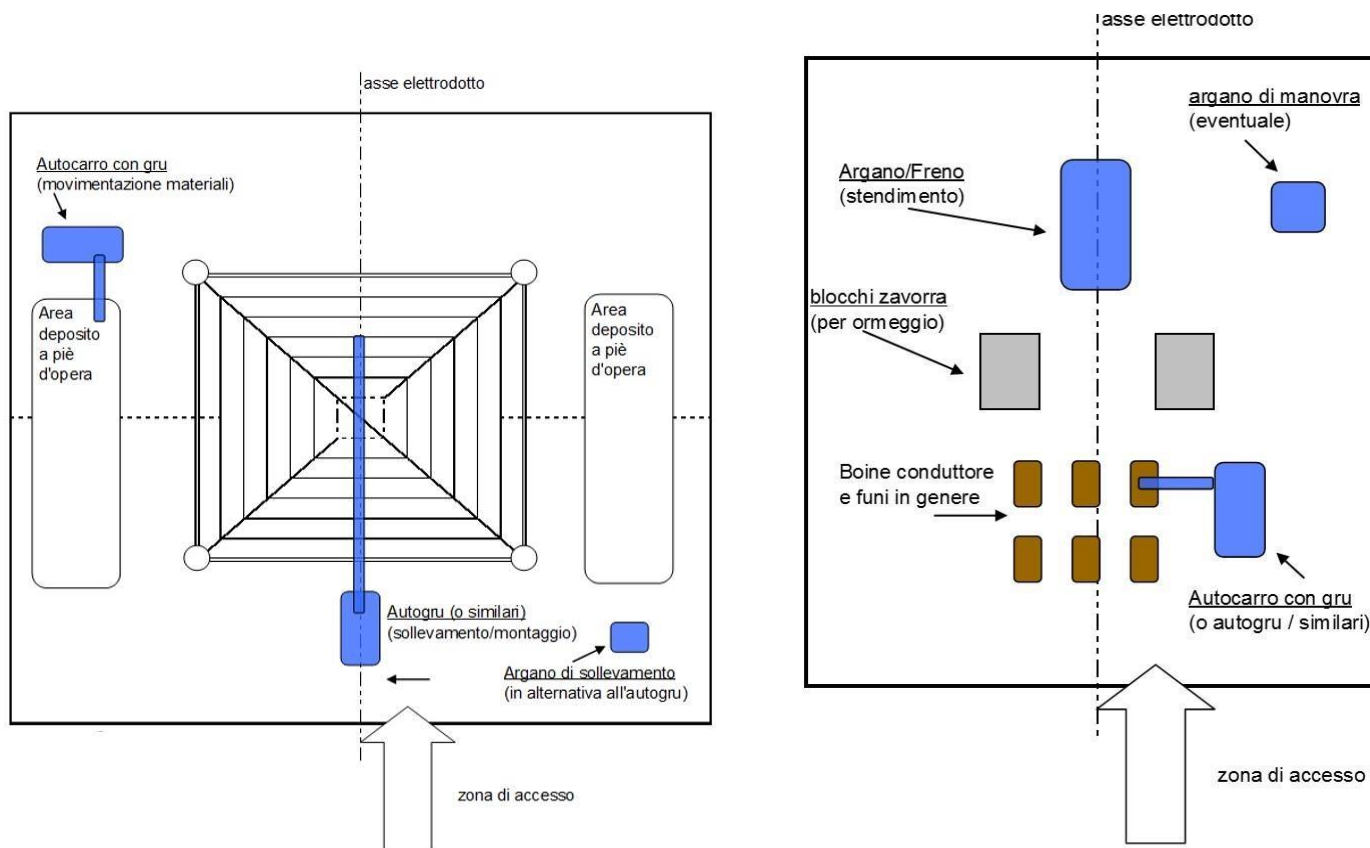 asse elettrodotto
Autocarro con gru
(movimentazione materiali)
Area
deposito
a piè
d'opera
Area
deposito
a piè
d'opera
Autogru (o similari)
(sollevamento/montaggio)
Argano di sollevamento
(in alternativa all'autogru)
zona di accesso
asse elettrodotto
argano di manovra
(eventuale)
Argano/Freno
(stendimento)
blocchi zavorra
(per ormeggio)
Boine conduttore
e funi in genere
Autocarro con gru
(o autogru / similari)
zona di accesso